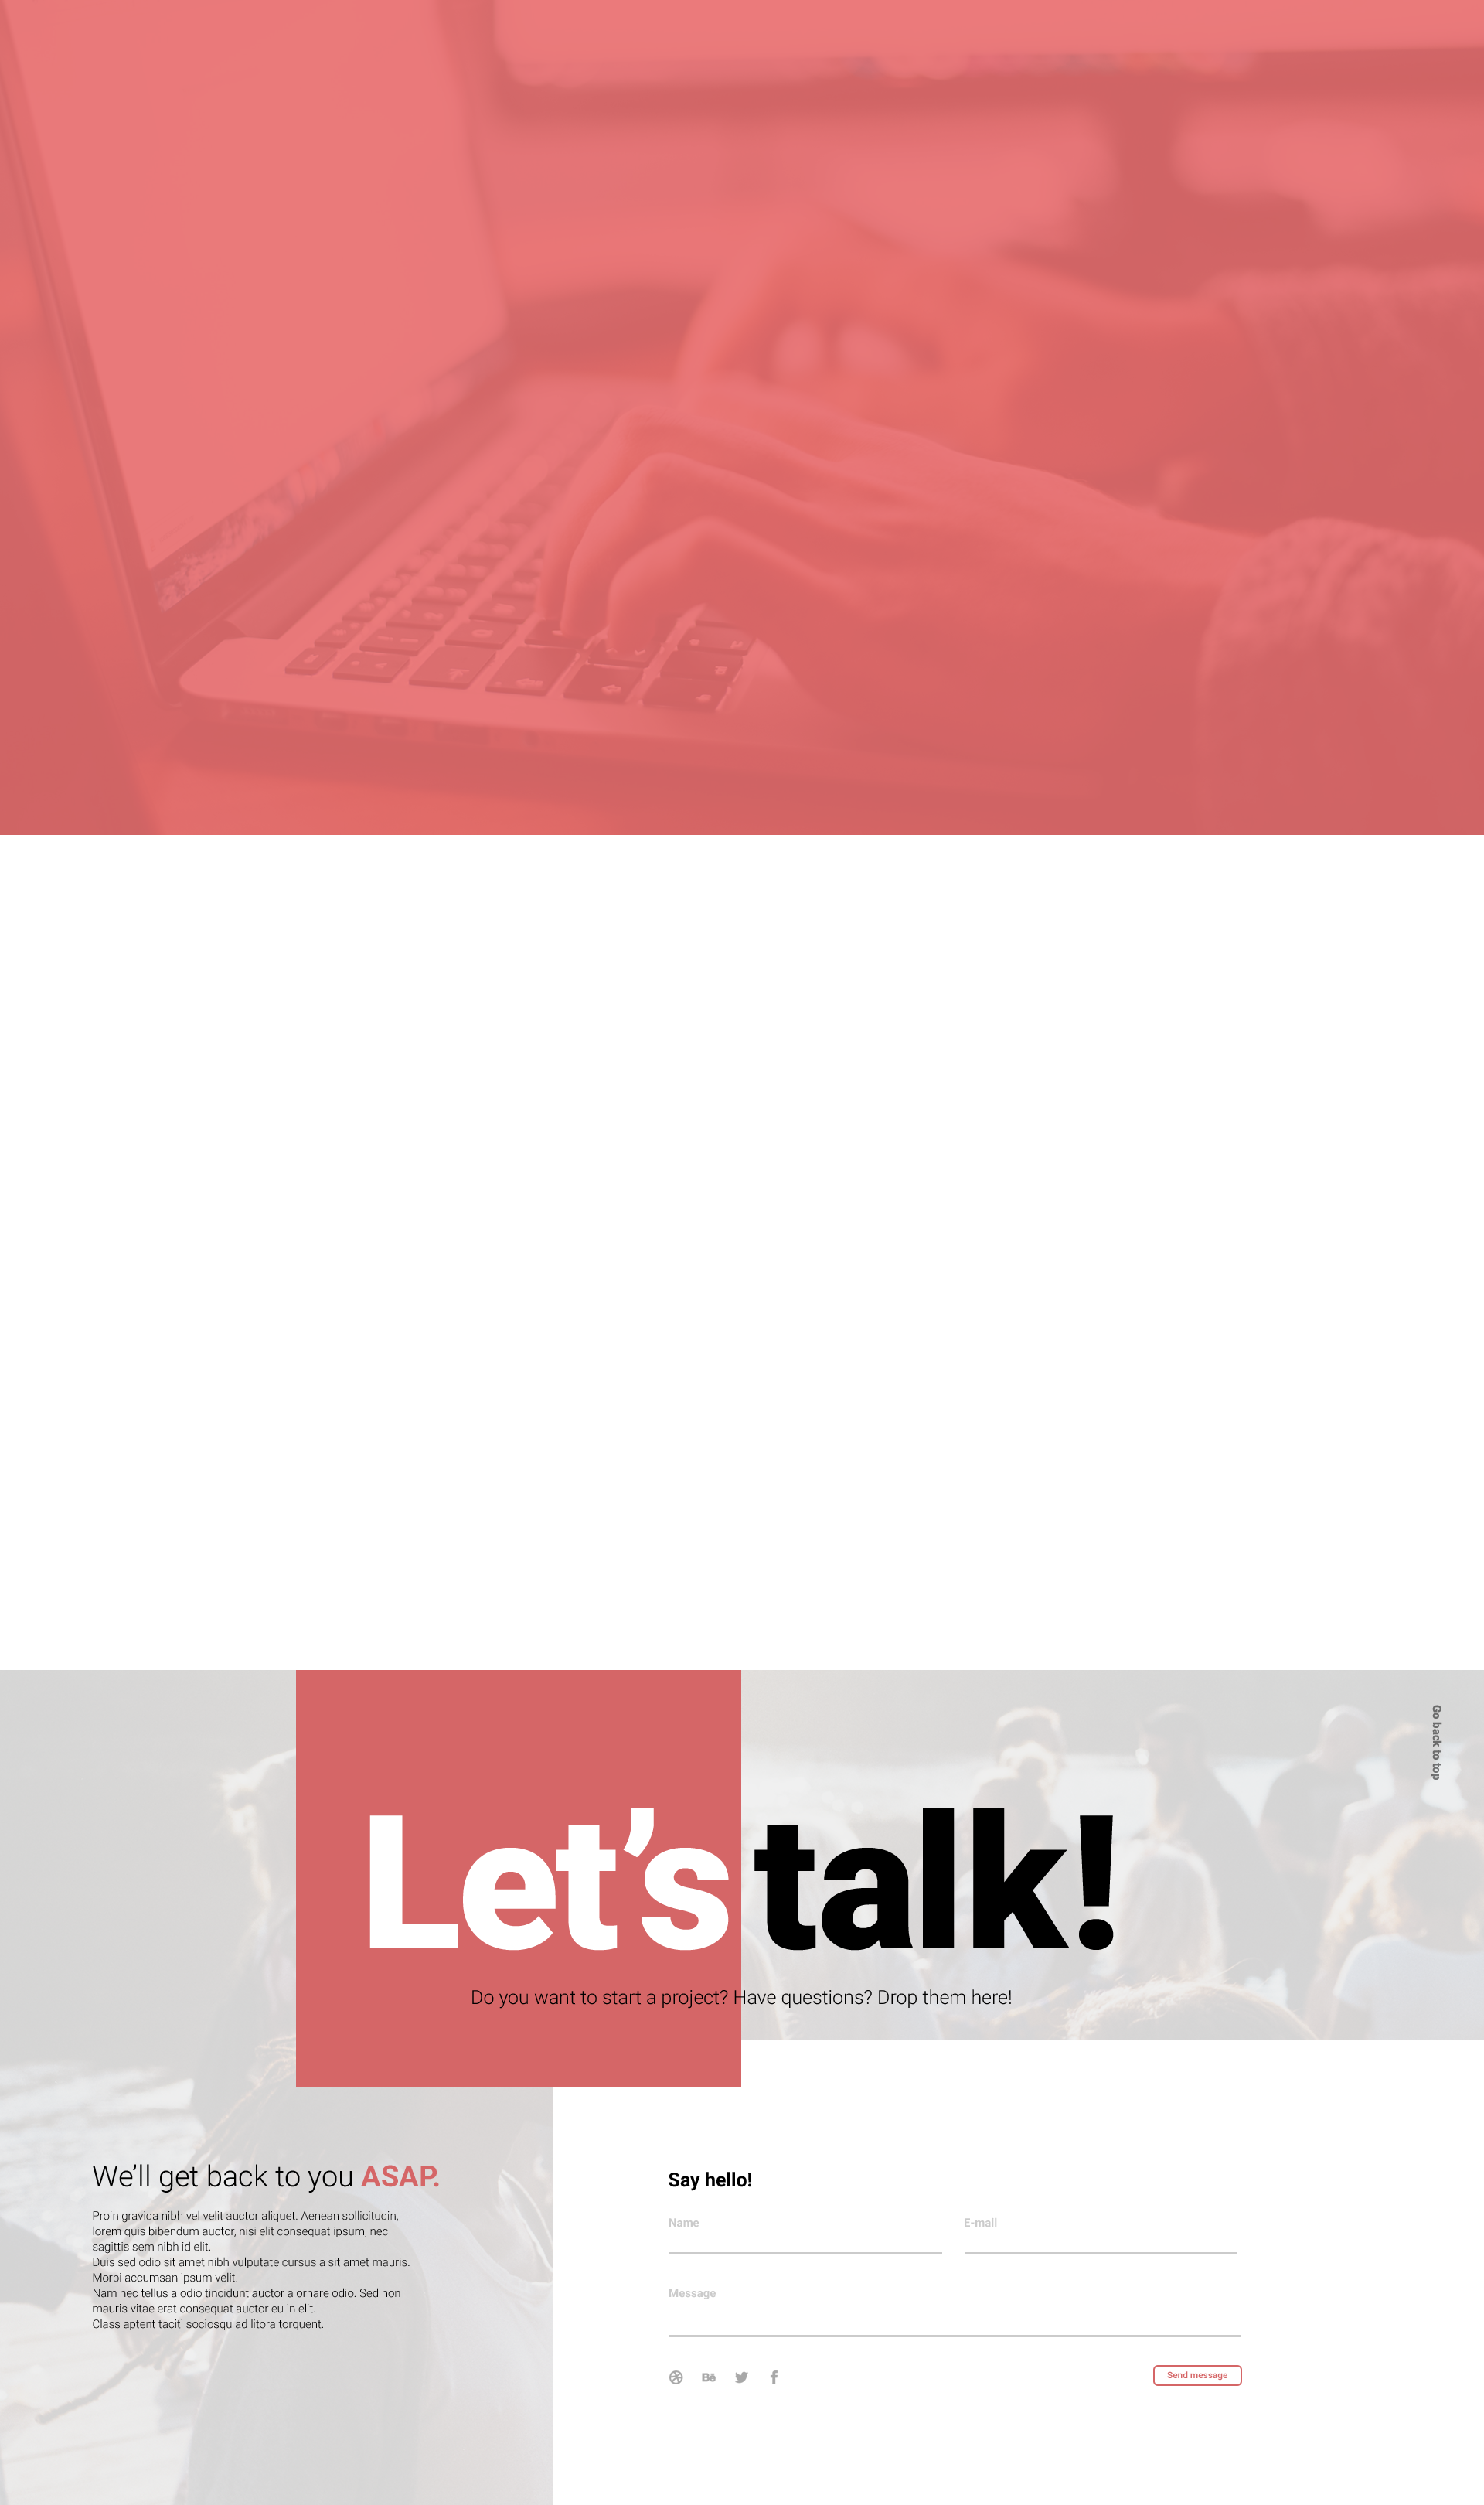 Go back to top
Let's talk!
Do you want to start a project? Have questions? Drop them here!
We'll get back to you ASAP.
Proin gravida nibh vel velit auctor aliquet. Aenean sollicitudin,
lorem quis bibendum auctor, nisi elit consequat ipsum, nec
sagittis sem nibh id elit.
Duis sed odio sit amet nibh vulputate cursus a sit amet mauris.
Morbi accumsan ipsum velit.
Nam nec tellus a odio tincidunt auctor a ornare odio. Sed non
mauris vitae erat consequat auctor eu in elit.
Class aptent taciti sociosqu ad litora torquent.
Say hello!
Name
E-mail
Message
Bē
Send message